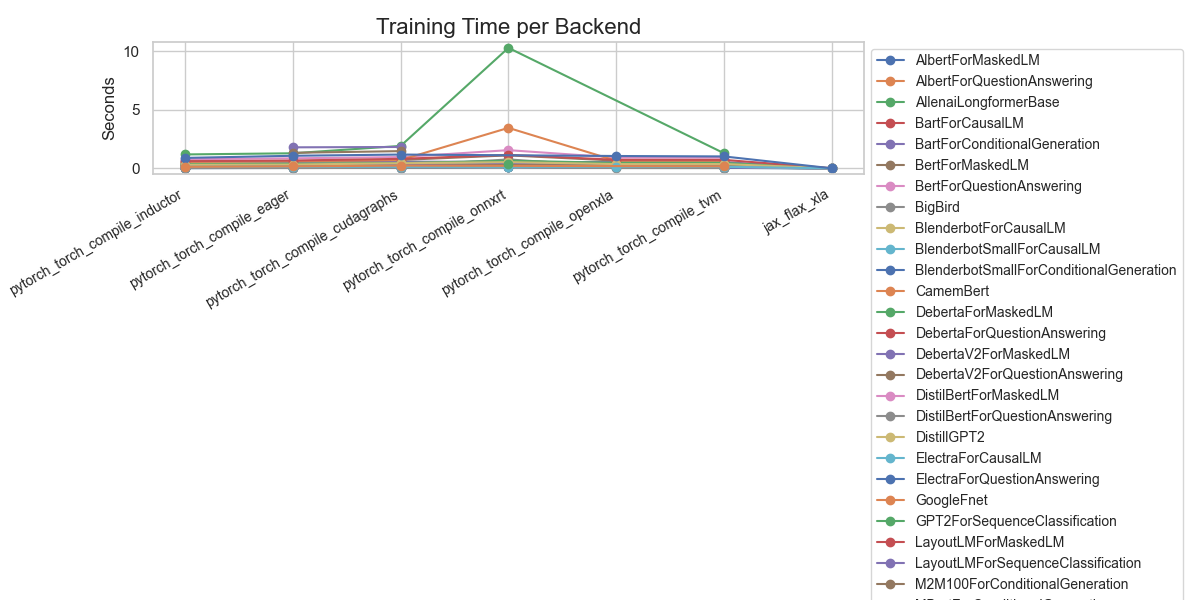 Training Time per Backend
10
5
0
Seconds
pytorch_torch_compile_inductor
pytorch_torch_compile_eager
pytorch_torch_compile_cudagraphs
pytorch_torch_compile_onnxrt
pytorch_torch_compile_openxla
pytorch_torch_compile_tvm
jax_flax_xla
AlbertForMaskedLM
AlbertForQuestionAnswering
AllenaiLongformerBase
BartForCausalLM
BartForConditionalGeneration
BertForMaskedLM
BertForQuestionAnswering
BigBird
BlenderbotForCausalLM
BlenderbotSmallForCausalLM
BlenderbotSmallForConditionalGeneration
CamemBert
DebertaForMaskedLM
DebertaForQuestionAnswering
DebertaV2ForMaskedLM
DebertaV2ForQuestionAnswering
DistilBertForMaskedLM
DistilBertForQuestionAnswering
DistillGPT2
ElectraForCausalLM
ElectraForQuestionAnswering
GoogleFnet
GPT2ForSequenceClassification
LayoutLMForMaskedLM
LayoutLMForSequenceClassification
M2M100ForConditionalGeneration